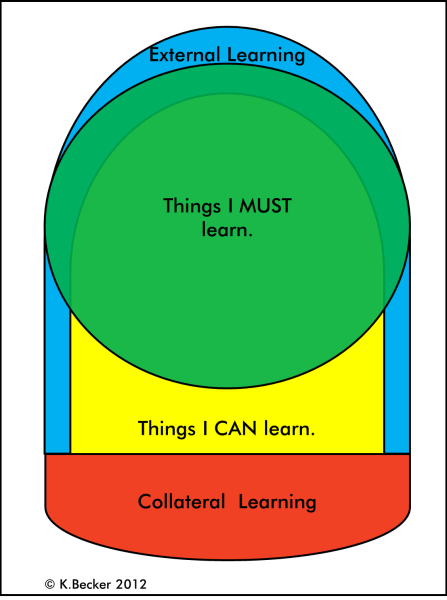 External Learning
Things I MUST
learn.
Things I CAN learn.
Collateral Learning
© K.Becker 2012